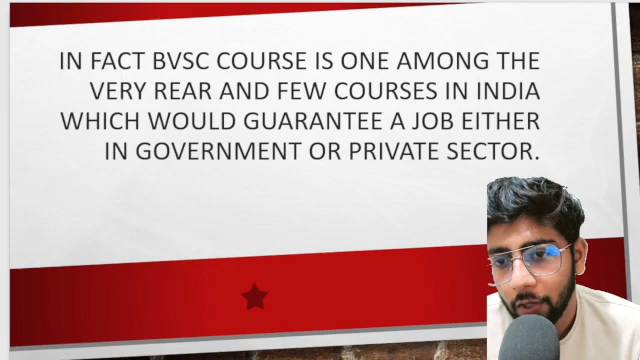 IN FACT BVSC COURSE IS ONE AMONG THE
VERY REAR AND FEW COURSES IN INDIA
WHICH WOULD GUARANTEE A JOB EITHER
IN GOVERNMENT OR PRIVATE SECTOR.